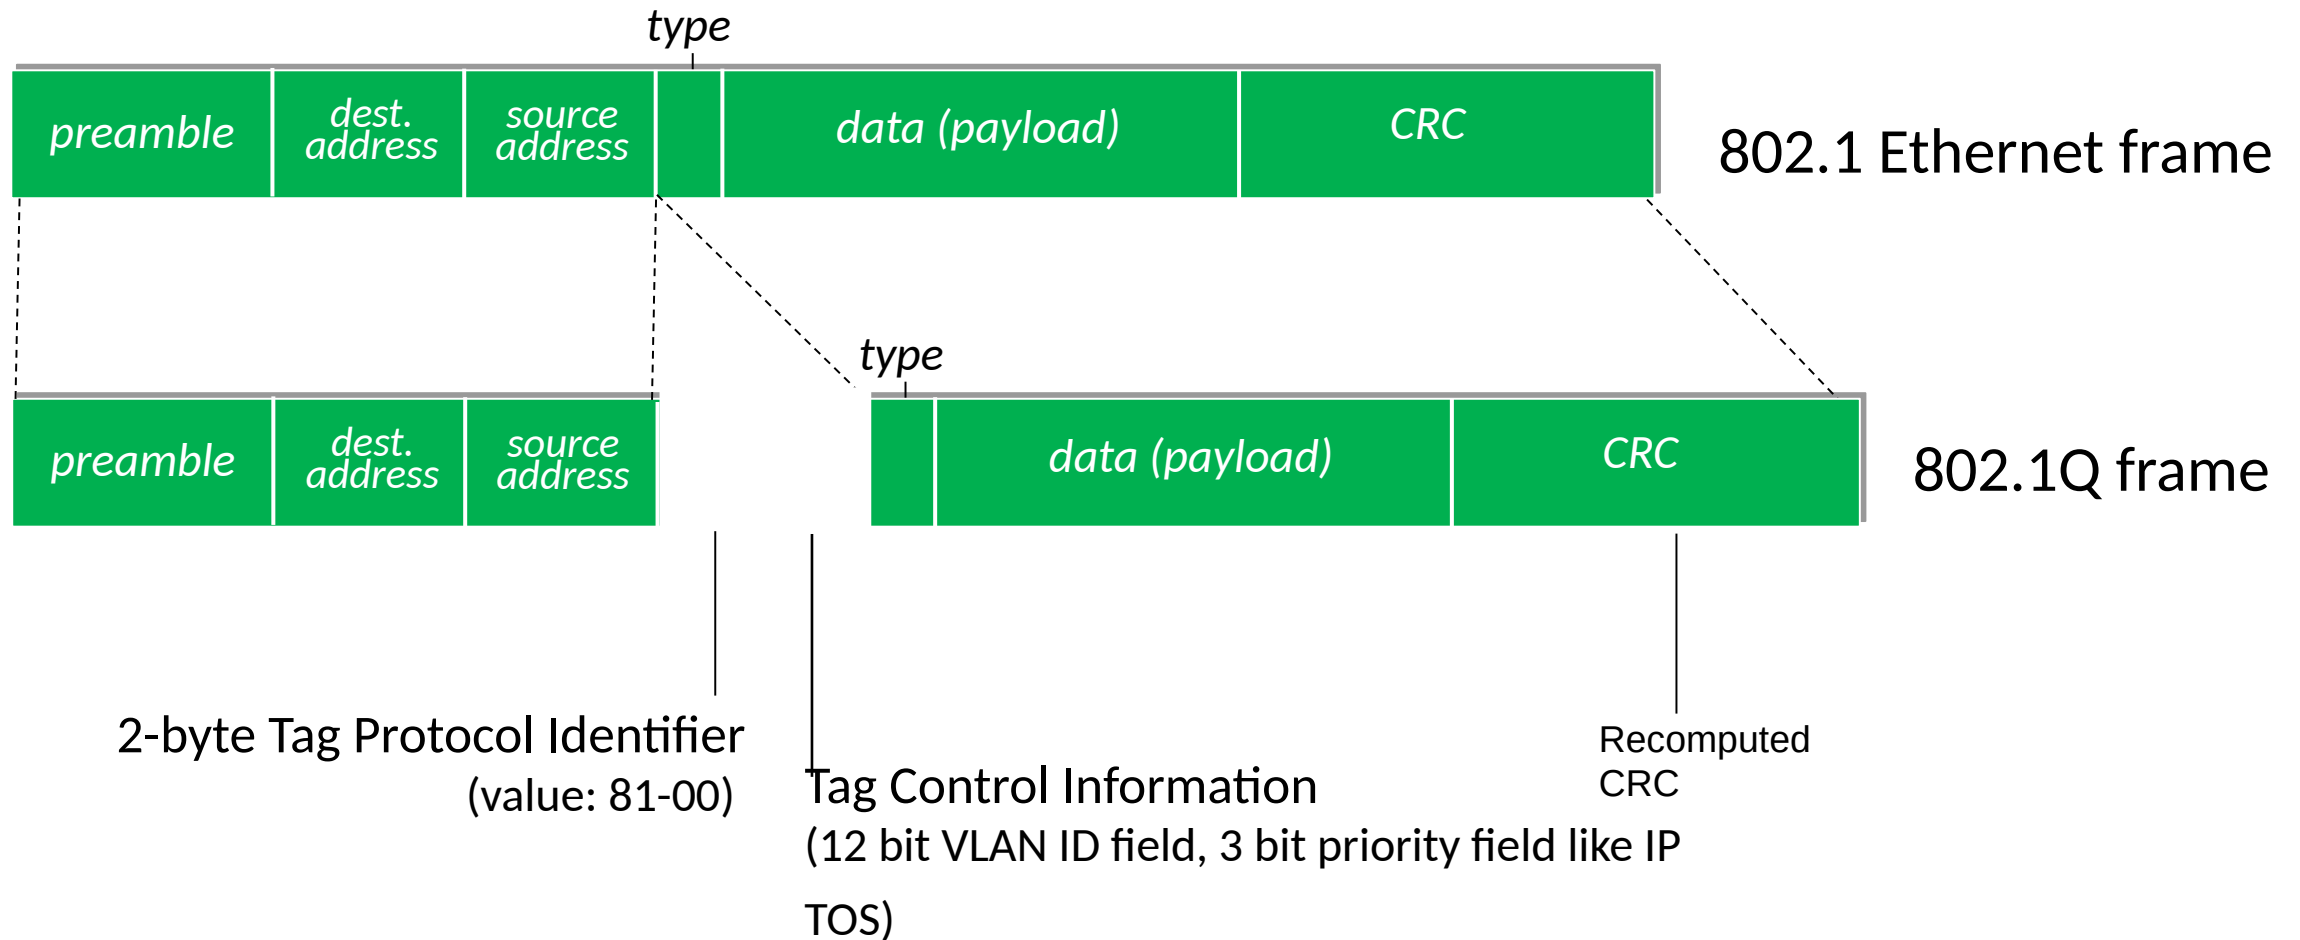 type
preamble
dest.
address
source
address
data (payload)
CRC
802.1 Ethernet frame
type
preamble
dest.
address
source
address
data (payload)
CRC
802.1Q frame
2-byte Tag Protocol Identifier
(value: 81-00)
Tag Control Information
(12 bit VLAN ID field, 3 bit priority field like IP
TOS)
Recomputed
CRC